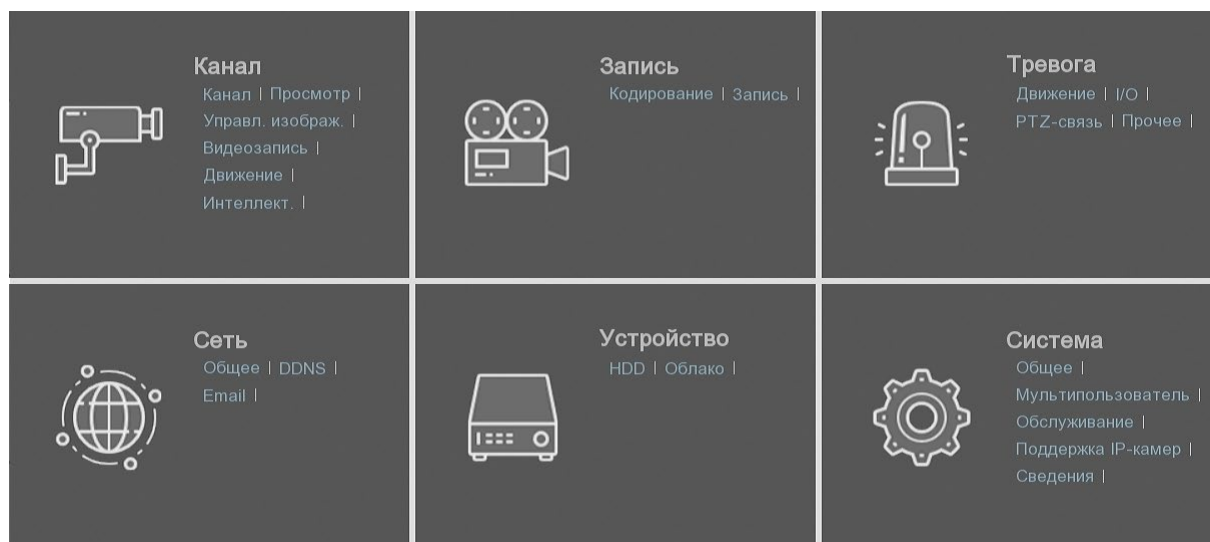 Канал
Канал | Просмотр |
Управл. изображ. |
Видеозапись |
Движение |
Интеллект. |
Запись
Кодирование | Запись |
Тревога
Движение | I/O |
PTZ-связь | Прочее |
Сеть
Общее | DDNS |
Email |
Устройство
HDD | Облако |
Система
Общее |
Мультипользователь |
Обслуживание |
Поддержка IP-камер |
Сведения |